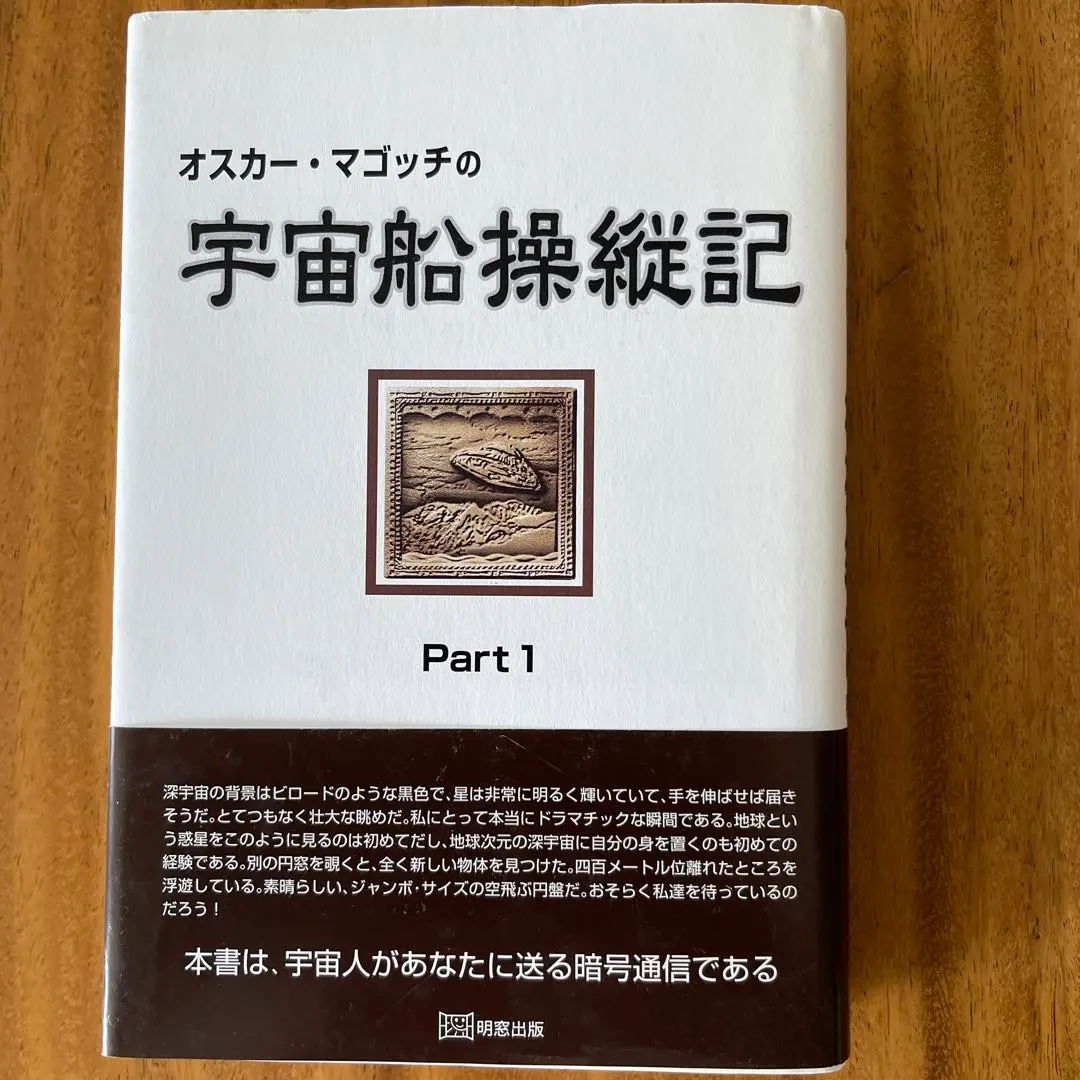 オスカー・マゴッチの
宇宙船操縦記
Part 1
深宇宙の背景はビロードのような黒色で、星は非常に明るく輝いていて、手を伸ばせば届き
そうだ。とてつもなく壮大な眺めだ。私にとって本当にドラマチックな瞬間である。地球とい
う惑星をこのように見るのは初めてだし、地球次元の深宇宙に自分の身を置くのも初めての
経験である。別の円窓を覗くと、全く新しい物体を見つけた。四百メートル位離れたところを
浮遊している。素晴らしい、ジャンボ・サイズの空飛ぶ円盤だ。おそらく私達を待っているの
だろう！
本書は、宇宙人があなたに送る暗号通信である
明窓出版